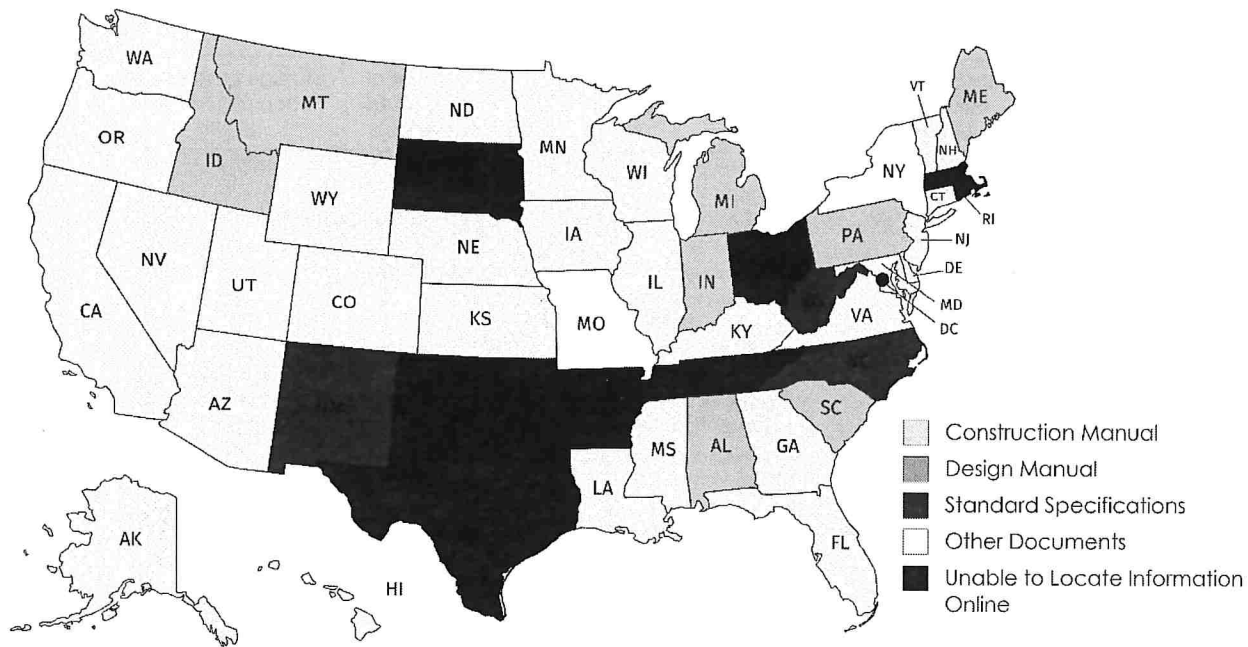 WA
MT
ND
VT
ME
OR
ID
MN
NH
WI
NY
WY
MI
CT
RI
IA
PA
NJ
NE
NV
IN
DE
UT
IL
CO
MD
CA
KS
MO
KY
VA
DC
AZ
NC
SC
MS
AL
GA
LA
AK
FL
HI
Construction Manual
Design Manual
Standard Specifications
Other Documents
Unable to Locate Information
Online